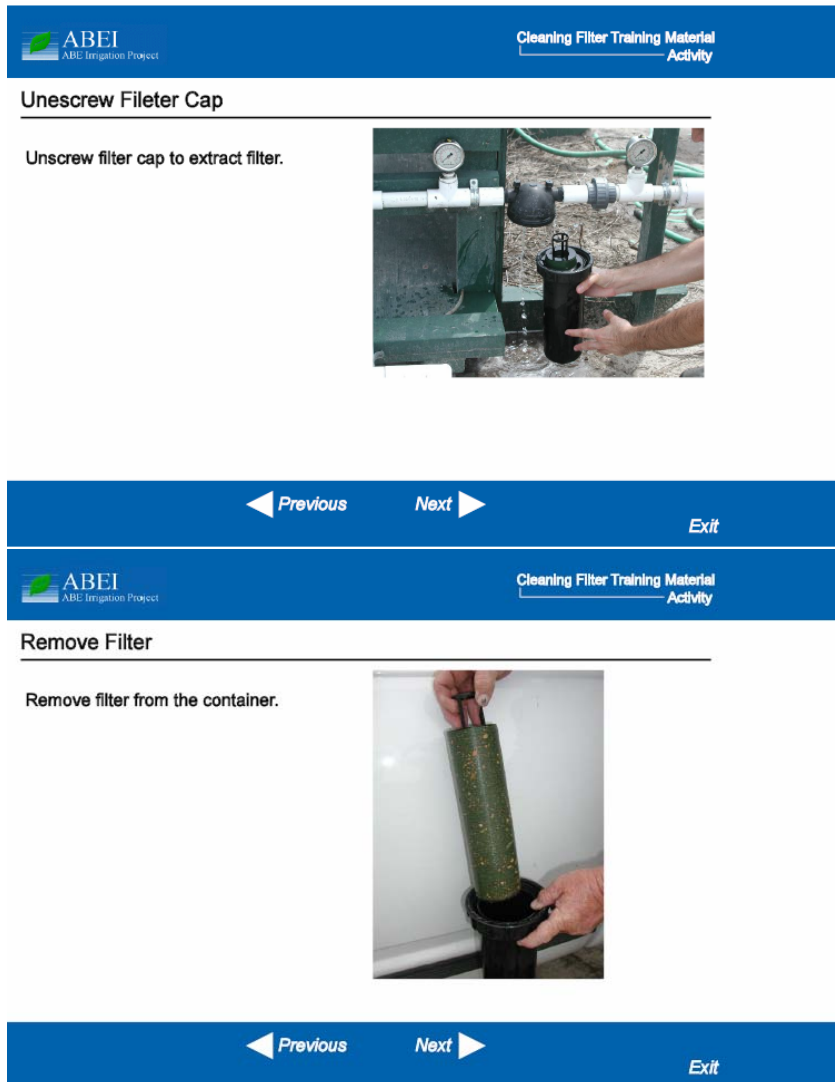 ABEI
ABE Irrigation Project
Cleaning Filter Training Material
Activity
Unescrew Fileter Cap
Unscrew filter cap to extract filter.
Previous
Next
Exit
ABEI
ABE Irrigation Project
Cleaning Filter Training Material
Activity
Remove Filter
Remove filter from the container.
Previous
Next
Exit